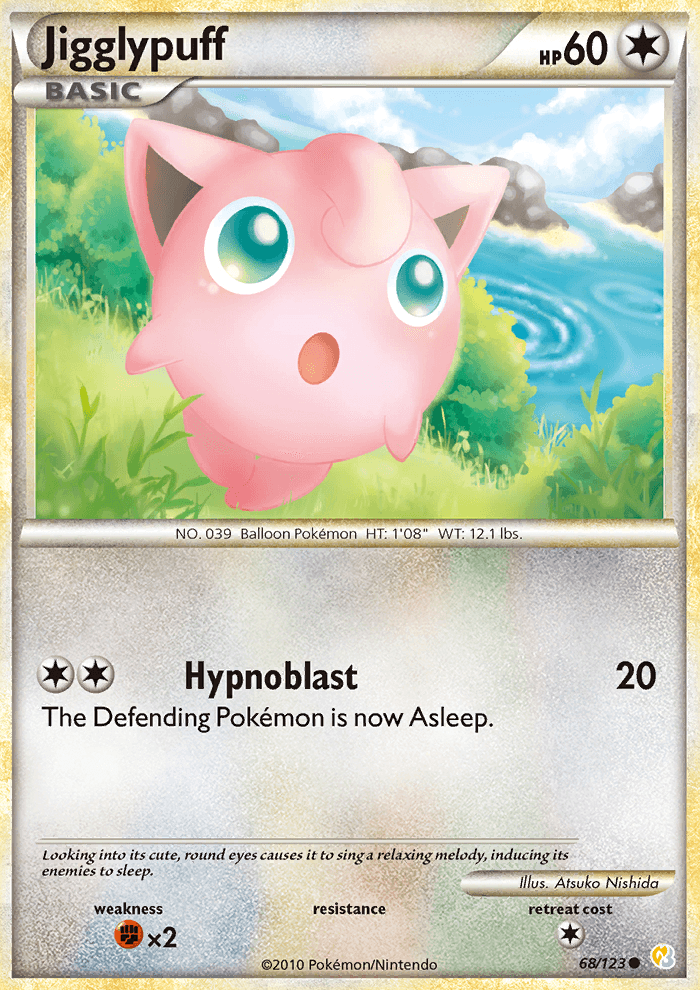 Jigglypuff
HP60
BASIC
NO. 039 Balloon Pokémon HT: 1'08" WT: 12.1 lbs.
Hypnoblast 20
The Defending Pokémon is now Asleep.
Looking into its cute, round eyes causes it to sing a relaxing melody, inducing its
enemies to sleep.
Illus. Atsuko Nishida
weakness resistance retreat cost
×2
©2010 Pokémon/Nintendo 68/123